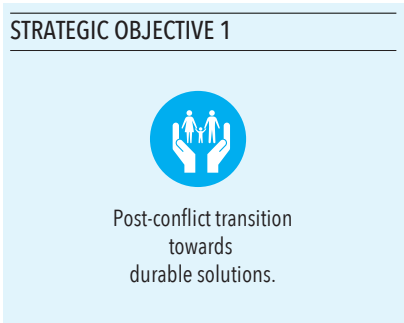 STRATEGIC OBJECTIVE 1
Post-conflict transition
towards
durable solutions.